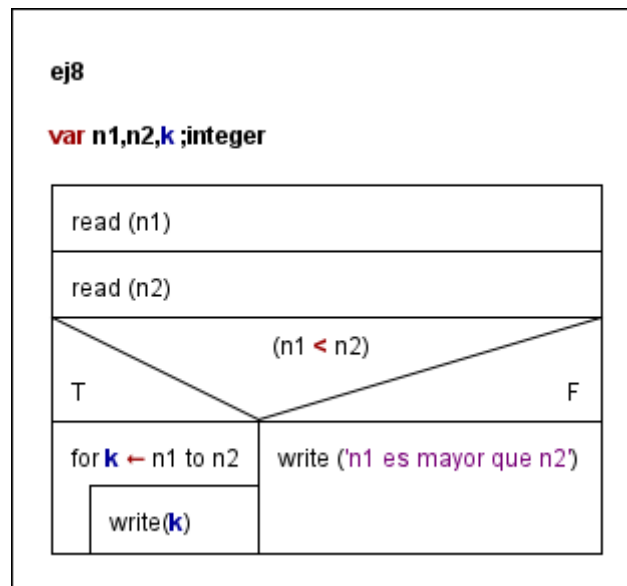 ej8
var n1,n2,k ;integer
read (n1)
read (n2)
(n1 < n2)
T F
for k ← n1 to n2
write(k)
write ('n1 es mayor que n2')